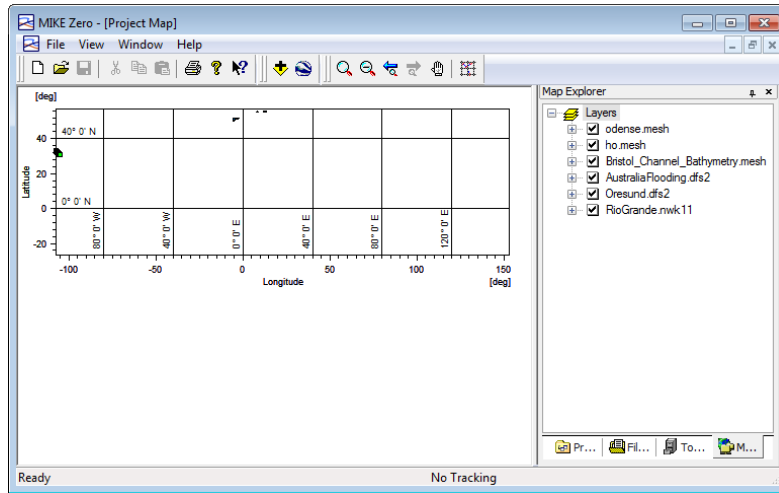 MIKE Zero - [Project Map]
File View Window Help
[deg]
40
20
0
-20
Latitude
40° 0' N
0° 0' N
80° 0' W
40° 0' W
0° 0' E
40° 0' E
80° 0' E
120° 0' E
-100 -50 0 50 100 150
Longitude
[deg]
Map Explorer
Layers
odense.mesh
ho.mesh
Bristol_Channel_Bathymetry.mesh
AustraliaFlooding.dfs2
Oresund.dfs2
RioGrande.nwk11
Pr... Fil... To... M...
Ready No Tracking